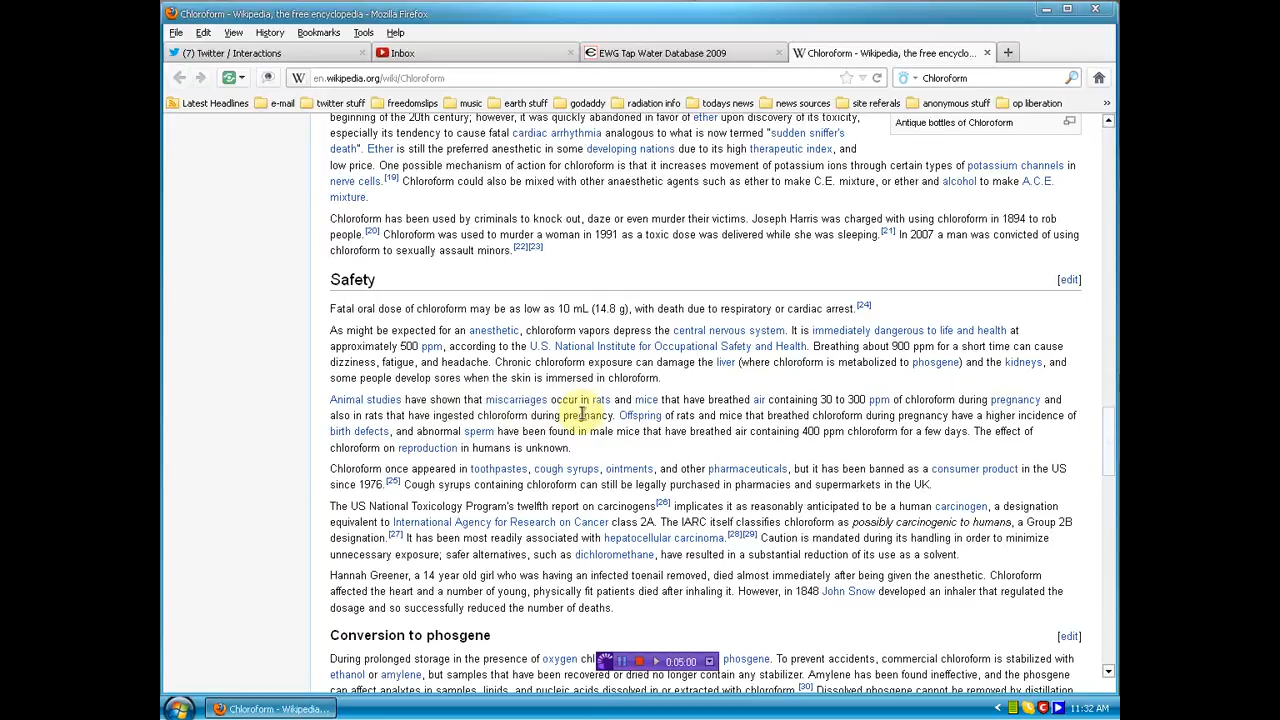 Chloroform - Wikipedia, the free encyclopedia - Mozilla Firefox
File Edit View History Bookmarks Tools Help
(7) Twitter / Interactions × Inbox × EWG Tap Water Database 2009 × W Chloroform - Wikipedia, the free encyclo... × +
W en.wikipedia.org/wiki/Chloroform Chloroform
Latest Headlines e-mail twitter stuff freedomslips music earth stuff godaddy radiation info todays news news sources site referals anonymous stuff op liberation »
beginning of the 20th century; however, it was quickly abandoned in favor of ether upon discovery of its toxicity,
Antique bottles of Chloroform
especially its tendency to cause fatal cardiac arrhythmia analogous to what is now termed "sudden sniffer's
death". Ether is still the preferred anesthetic in some developing nations due to its high therapeutic index, and
low price. One possible mechanism of action for chloroform is that it increases movement of potassium ions through certain types of potassium channels in
nerve cells.[19] Chloroform could also be mixed with other anaesthetic agents such as ether to make C.E. mixture, or ether and alcohol to make A.C.E.
mixture.
Chloroform has been used by criminals to knock out, daze or even murder their victims. Joseph Harris was charged with using chloroform in 1894 to rob
people.[20] Chloroform was used to murder a woman in 1991 as a toxic dose was delivered while she was sleeping.[21] In 2007 a man was convicted of using
chloroform to sexually assault minors.[22][23]
Safety [edit]
Fatal oral dose of chloroform may be as low as 10 mL (14.8 g), with death due to respiratory or cardiac arrest.[24]
As might be expected for an anesthetic, chloroform vapors depress the central nervous system. It is immediately dangerous to life and health at
approximately 500 ppm, according to the U.S. National Institute for Occupational Safety and Health. Breathing about 900 ppm for a short time can cause
dizziness, fatigue, and headache. Chronic chloroform exposure can damage the liver (where chloroform is metabolized to phosgene) and the kidneys, and
some people develop sores when the skin is immersed in chloroform.
Animal studies have shown that miscarriages occur in rats and mice that have breathed air containing 30 to 300 ppm of chloroform during pregnancy and
also in rats that have ingested chloroform during pregnancy. Offspring of rats and mice that breathed chloroform during pregnancy have a higher incidence of
birth defects, and abnormal sperm have been found in male mice that have breathed air containing 400 ppm chloroform for a few days. The effect of
chloroform on reproduction in humans is unknown.
Chloroform once appeared in toothpastes, cough syrups, ointments, and other pharmaceuticals, but it has been banned as a consumer product in the US
since 1976.[25] Cough syrups containing chloroform can still be legally purchased in pharmacies and supermarkets in the UK.
The US National Toxicology Program's twelfth report on carcinogens[26] implicates it as reasonably anticipated to be a human carcinogen, a designation
equivalent to International Agency for Research on Cancer class 2A. The IARC itself classifies chloroform as possibly carcinogenic to humans, a Group 2B
designation.[27] It has been most readily associated with hepatocellular carcinoma.[28][29] Caution is mandated during its handling in order to minimize
unnecessary exposure; safer alternatives, such as dichloromethane, have resulted in a substantial reduction of its use as a solvent.
Hannah Greener, a 14 year old girl who was having an infected toenail removed, died almost immediately after being given the anesthetic. Chloroform
affected the heart and a number of young, physically fit patients died after inhaling it. However, in 1848 John Snow developed an inhaler that regulated the
dosage and so successfully reduced the number of deaths.
Conversion to phosgene [edit]
During prolonged storage in the presence of oxygen chl phosgene. To prevent accidents, commercial chloroform is stabilized with
0:05:00
ethanol or amylene, but samples that have been recovered or dried no longer contain any stabilizer. Amylene has been found ineffective, and the phosgene
can affect analytes in samples, lipids, and nucleic acids dissolved in or extracted with chloroform.[30] Dissolved phosgene cannot be removed by distillation
Chloroform - Wikipedia... 11:32 AM